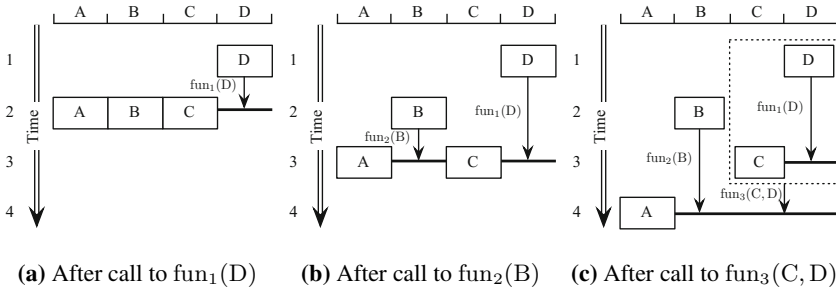 A B C D A B C D A B C D
1 D 1 D 1 D
fun₁(D)
2 A B C 2 B fun₁(D) 2 B fun₁(D)
Time Time Time
fun₂(B) fun₂(B)
3 3 A C 3 C
fun₃(C, D)
4 4 4 A
(a) After call to fun₁(D) (b) After call to fun₂(B) (c) After call to fun₃(C, D)